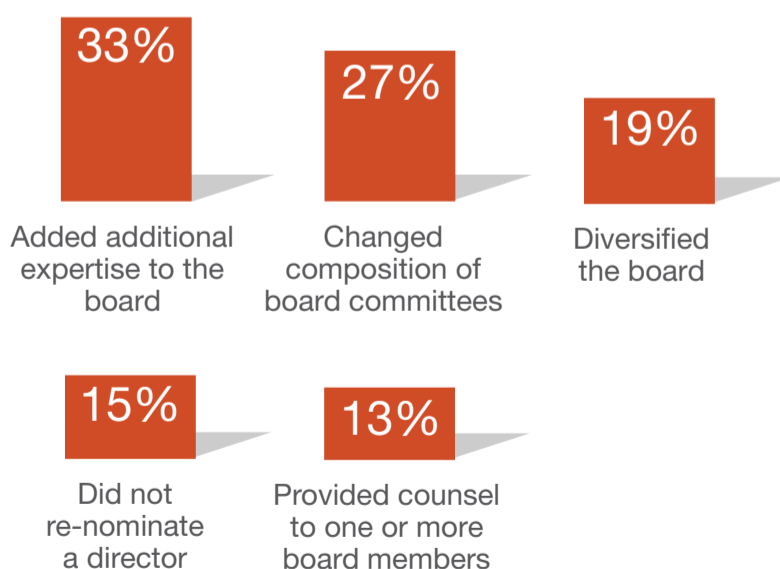 33%
27%
19%
Added additional
expertise to the
board
Changed
composition of
board committees
Diversified
the board
15%
13%
Did not
re-nominate
a director
Provided counsel
to one or more
board members